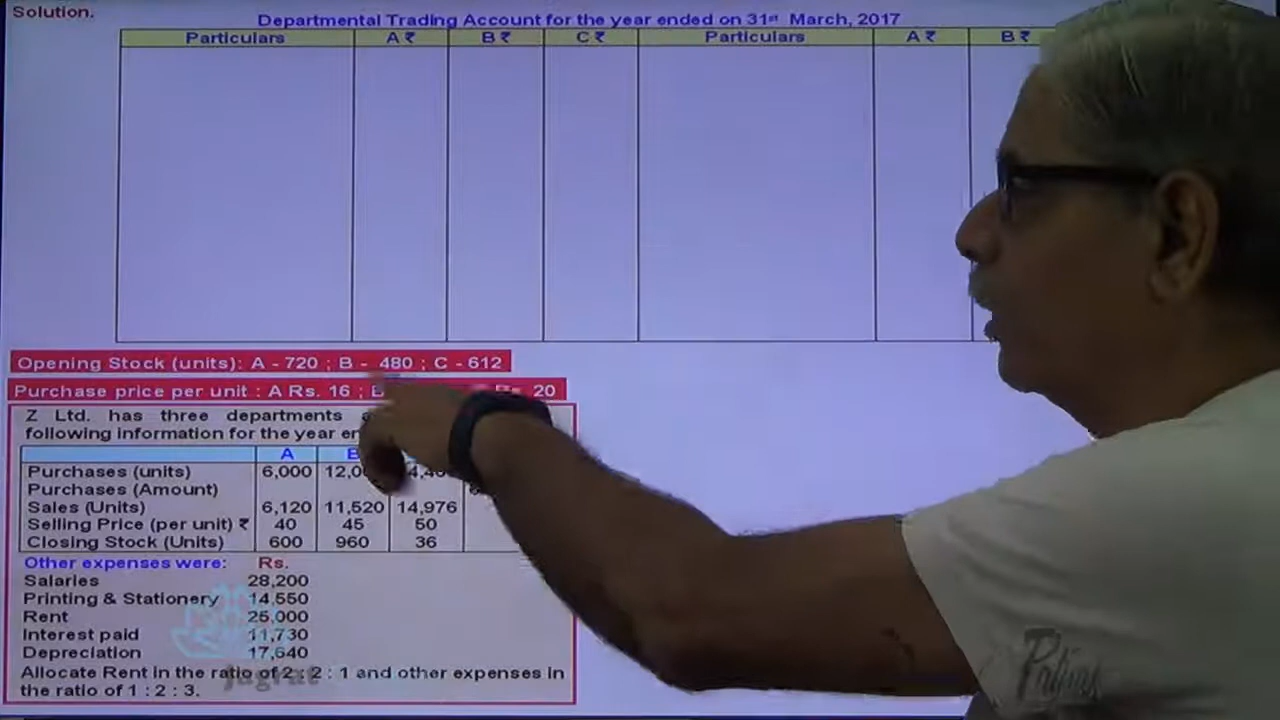 Solution.
Departmental Trading Account for the year ended on 31st March, 2017
Particulars A ₹ B ₹ C ₹ Particulars A ₹ B ₹
Opening Stock (units): A - 720 ; B - 480 ; C - 612
Purchase price per unit : A Rs. 16 ; B 20
Z Ltd. has three departments
following information for the year
A B
Purchases (units) 6,000
Purchases (Amount)
Sales (Units) 6,120 11,520 14,976
Selling Price (per unit) ₹ 40 45 50
Closing Stock (Units) 600 960 36
Other expenses were: Rs.
Salaries 28,200
Printing & Stationery 14,550
Rent 25,000
Interest paid 11,730
Depreciation 17,640
Allocate Rent in the ratio of 2 : 2 : 1 and other expenses in
the ratio of 1 : 2 : 3.